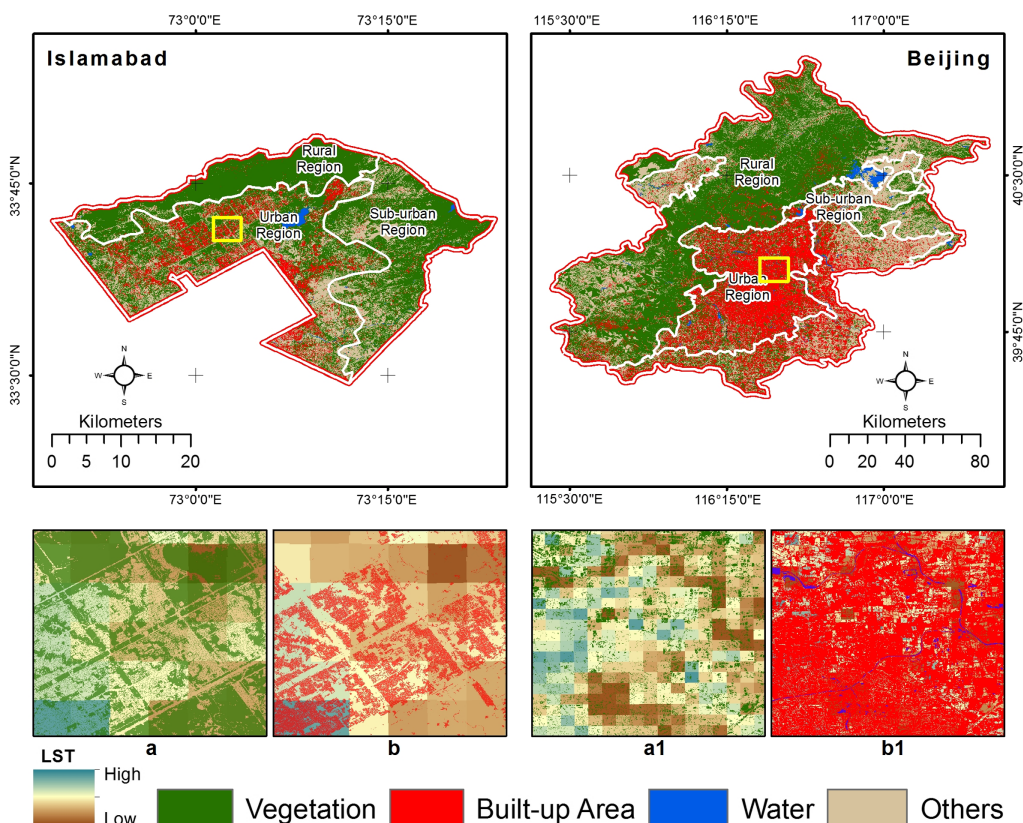 73°0'0"E
73°15'0"E
115°30'0"E
116°15'0"E
117°0'0"E
Islamabad
Beijing
33°45'0"N
33°30'0"N
Rural
Region
Urban
Region
Sub-urban
Region
Rural
Region
Sub-urban
Region
Urban
Region
40°30'0"N
39°45'0"N
N
W
E
S
N
W
E
S
Kilometers
0 5 10 20
Kilometers
0 20 40 80
73°0'0"E
73°15'0"E
115°30'0"E
116°15'0"E
117°0'0"E
a
b
a1
b1
LST
High
Low
Vegetation
Built-up Area
Water
Others